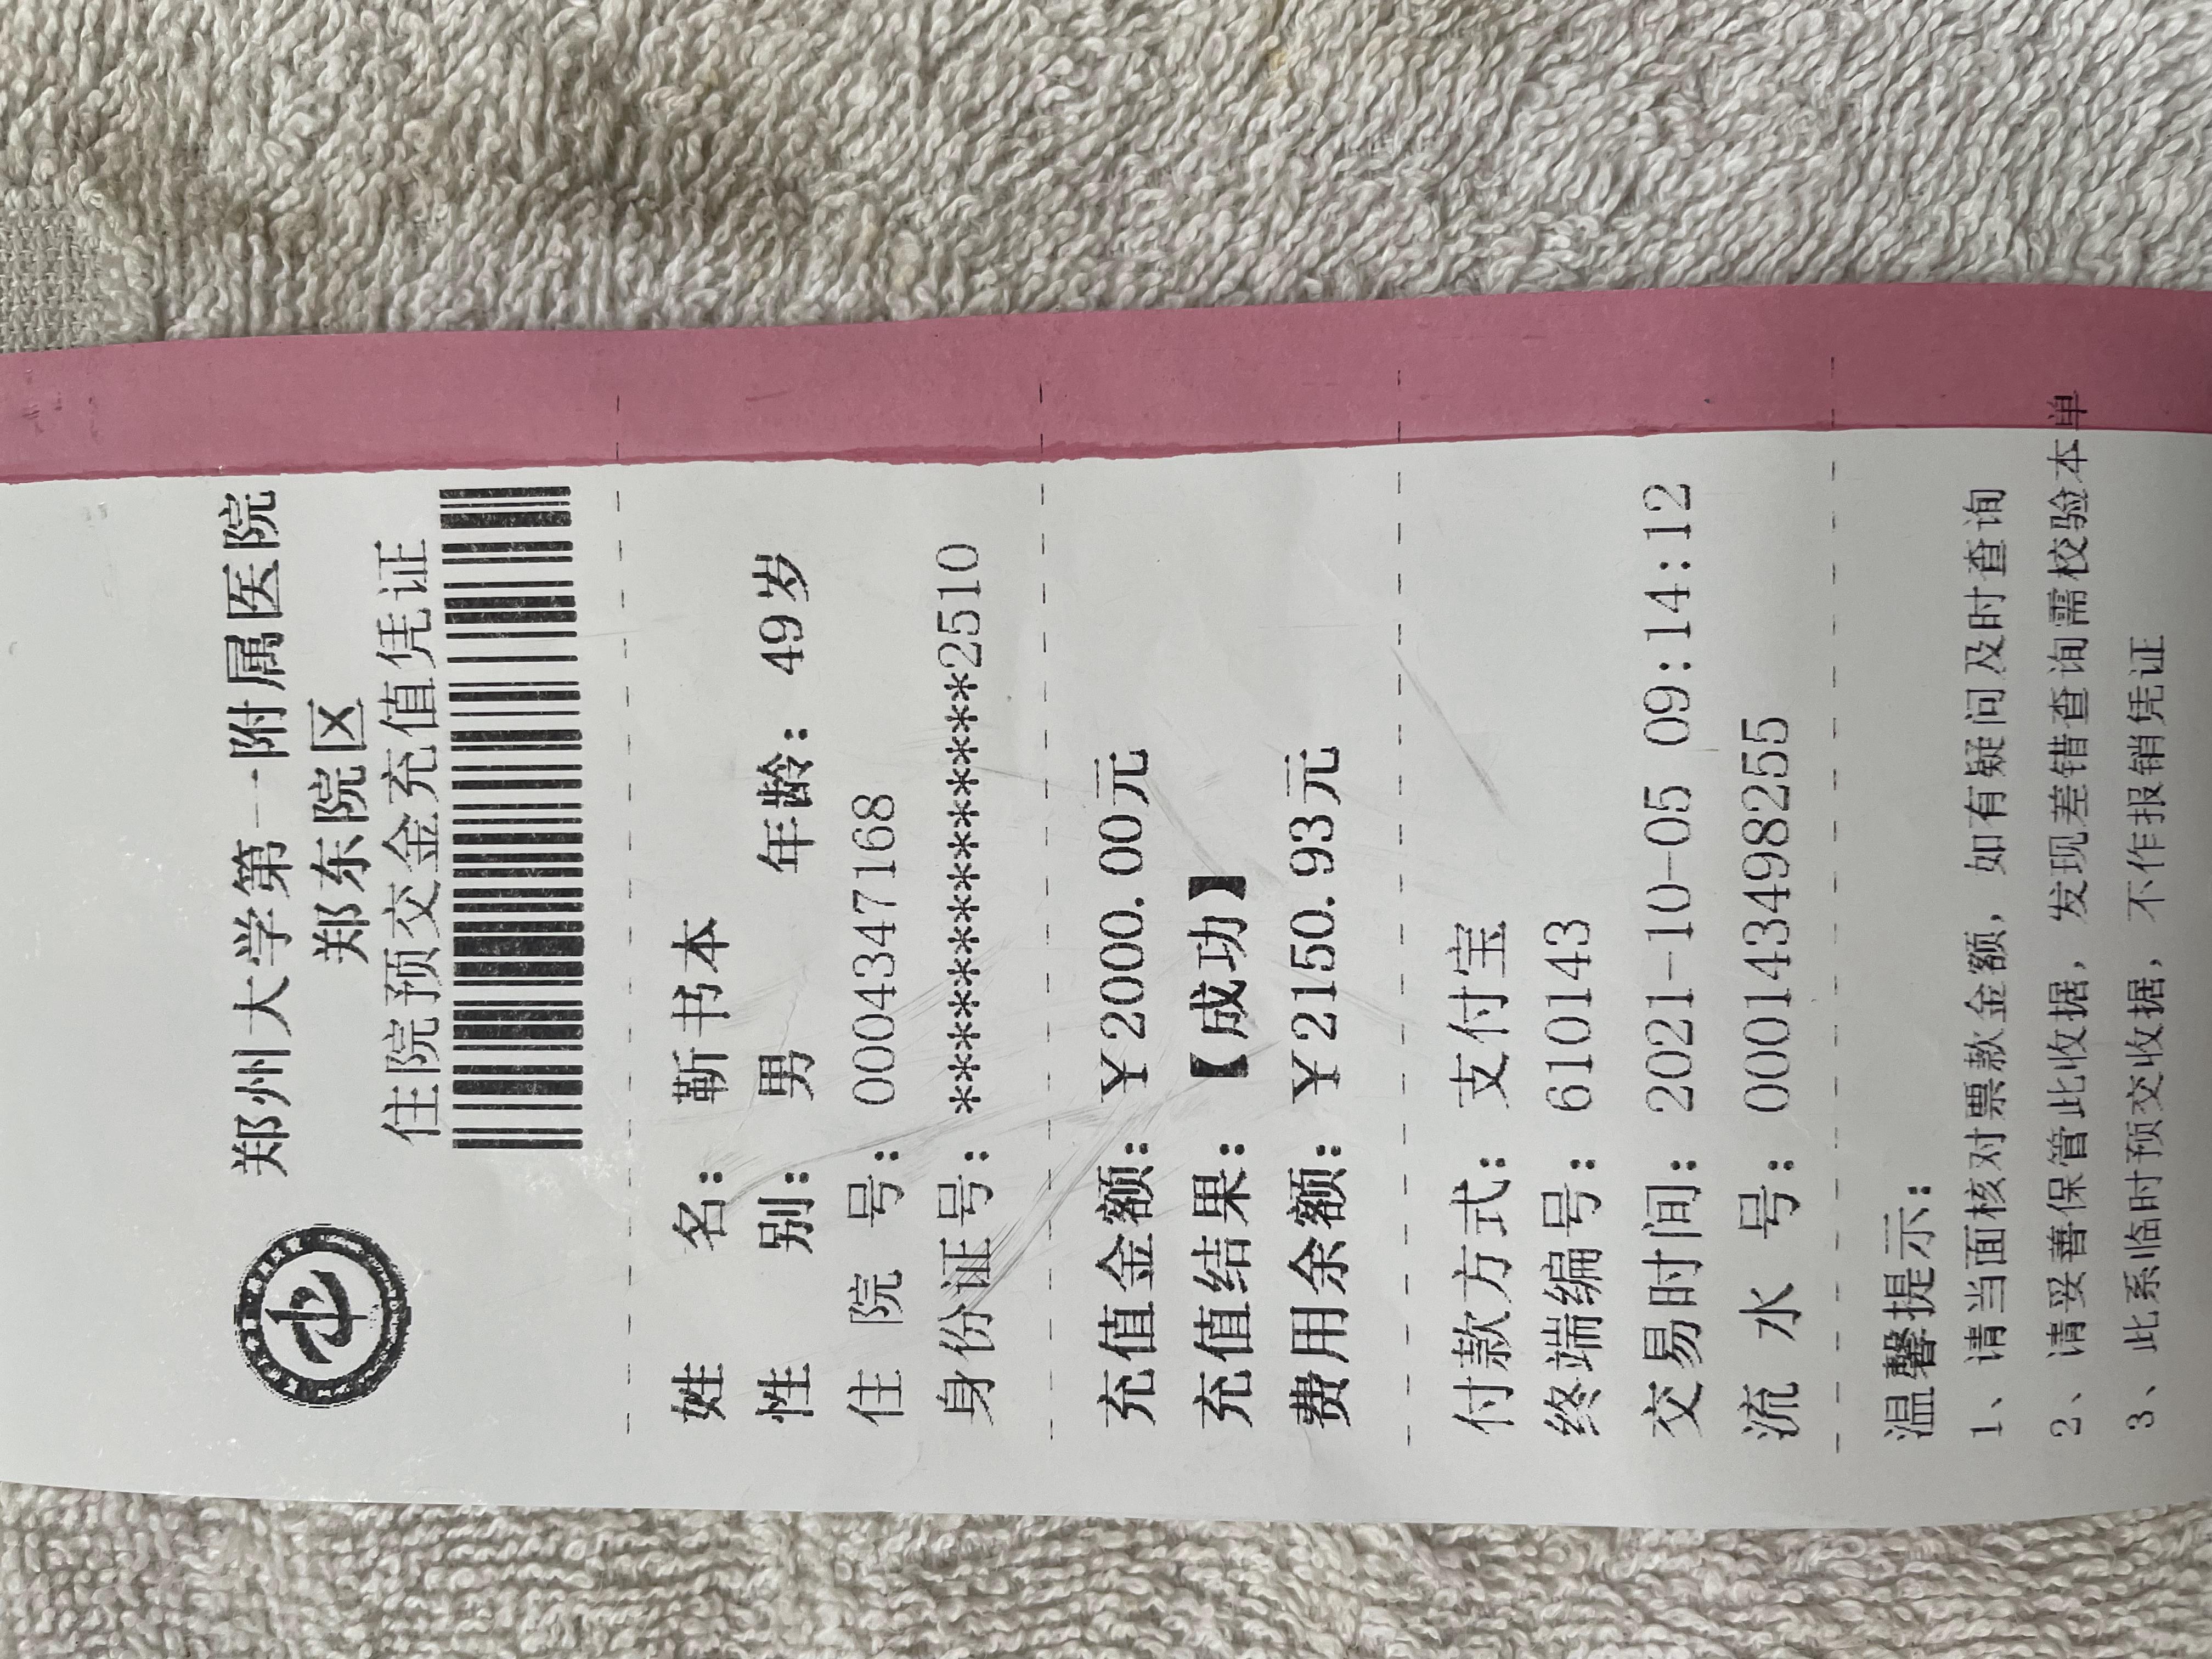 郑州大学第一附属医院
郑东院区
住院预交金充值凭证
姓 名: 靳书本
性 别: 男 年龄: 49岁
住 院 号: 0004347168
身份证号: **************2510
充值金额: ¥2000.00元
充值结果: 【成功】
费用余额: ¥2150.93元
付款方式: 支付宝
终端编号: 610143
交易时间: 2021-10-05 09:14:12
流 水 号: 00014349825​5
温馨提示:
1、请当面核对票款金额, 如有疑问及时查询
2、请妥善保管此收据, 发现差错查询需校验本单
3、此系临时预交收据, 不作报销凭证